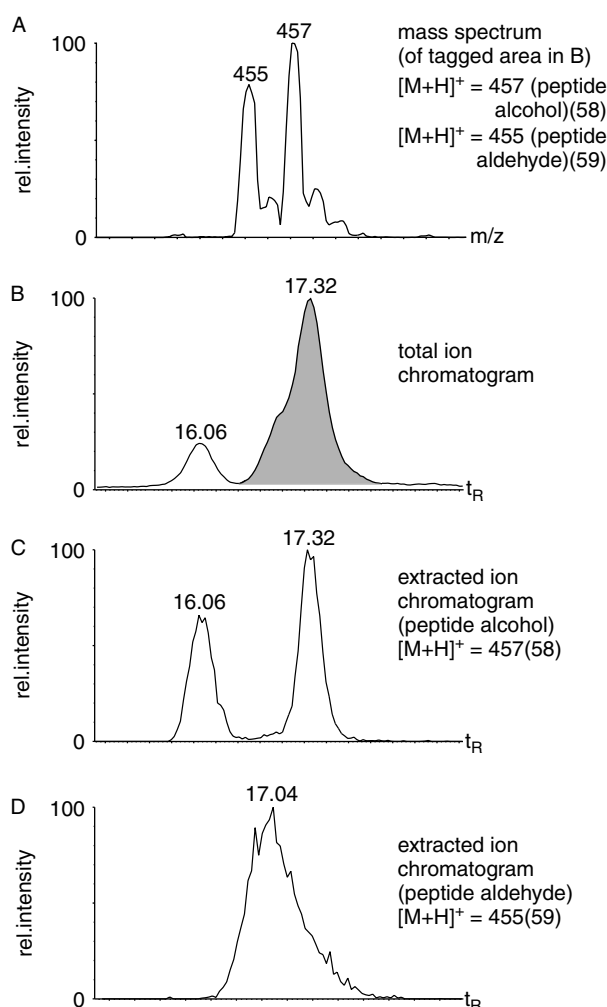 A
100
rel.intensity
0
455
457
m/z
mass spectrum
(of tagged area in B)
[M+H]+ = 457 (peptide
alcohol)(58)
[M+H]+ = 455 (peptide
aldehyde)(59)
B
100
rel.intensity
0
16.06
17.32
tR
total ion
chromatogram
C
100
rel.intensity
0
16.06
17.32
tR
extracted ion
chromatogram
(peptide alcohol)
[M+H]+ = 457(58)
D
100
rel.intensity
0
17.04
tR
extracted ion
chromatogram
(peptide aldehyde)
[M+H]+ = 455(59)